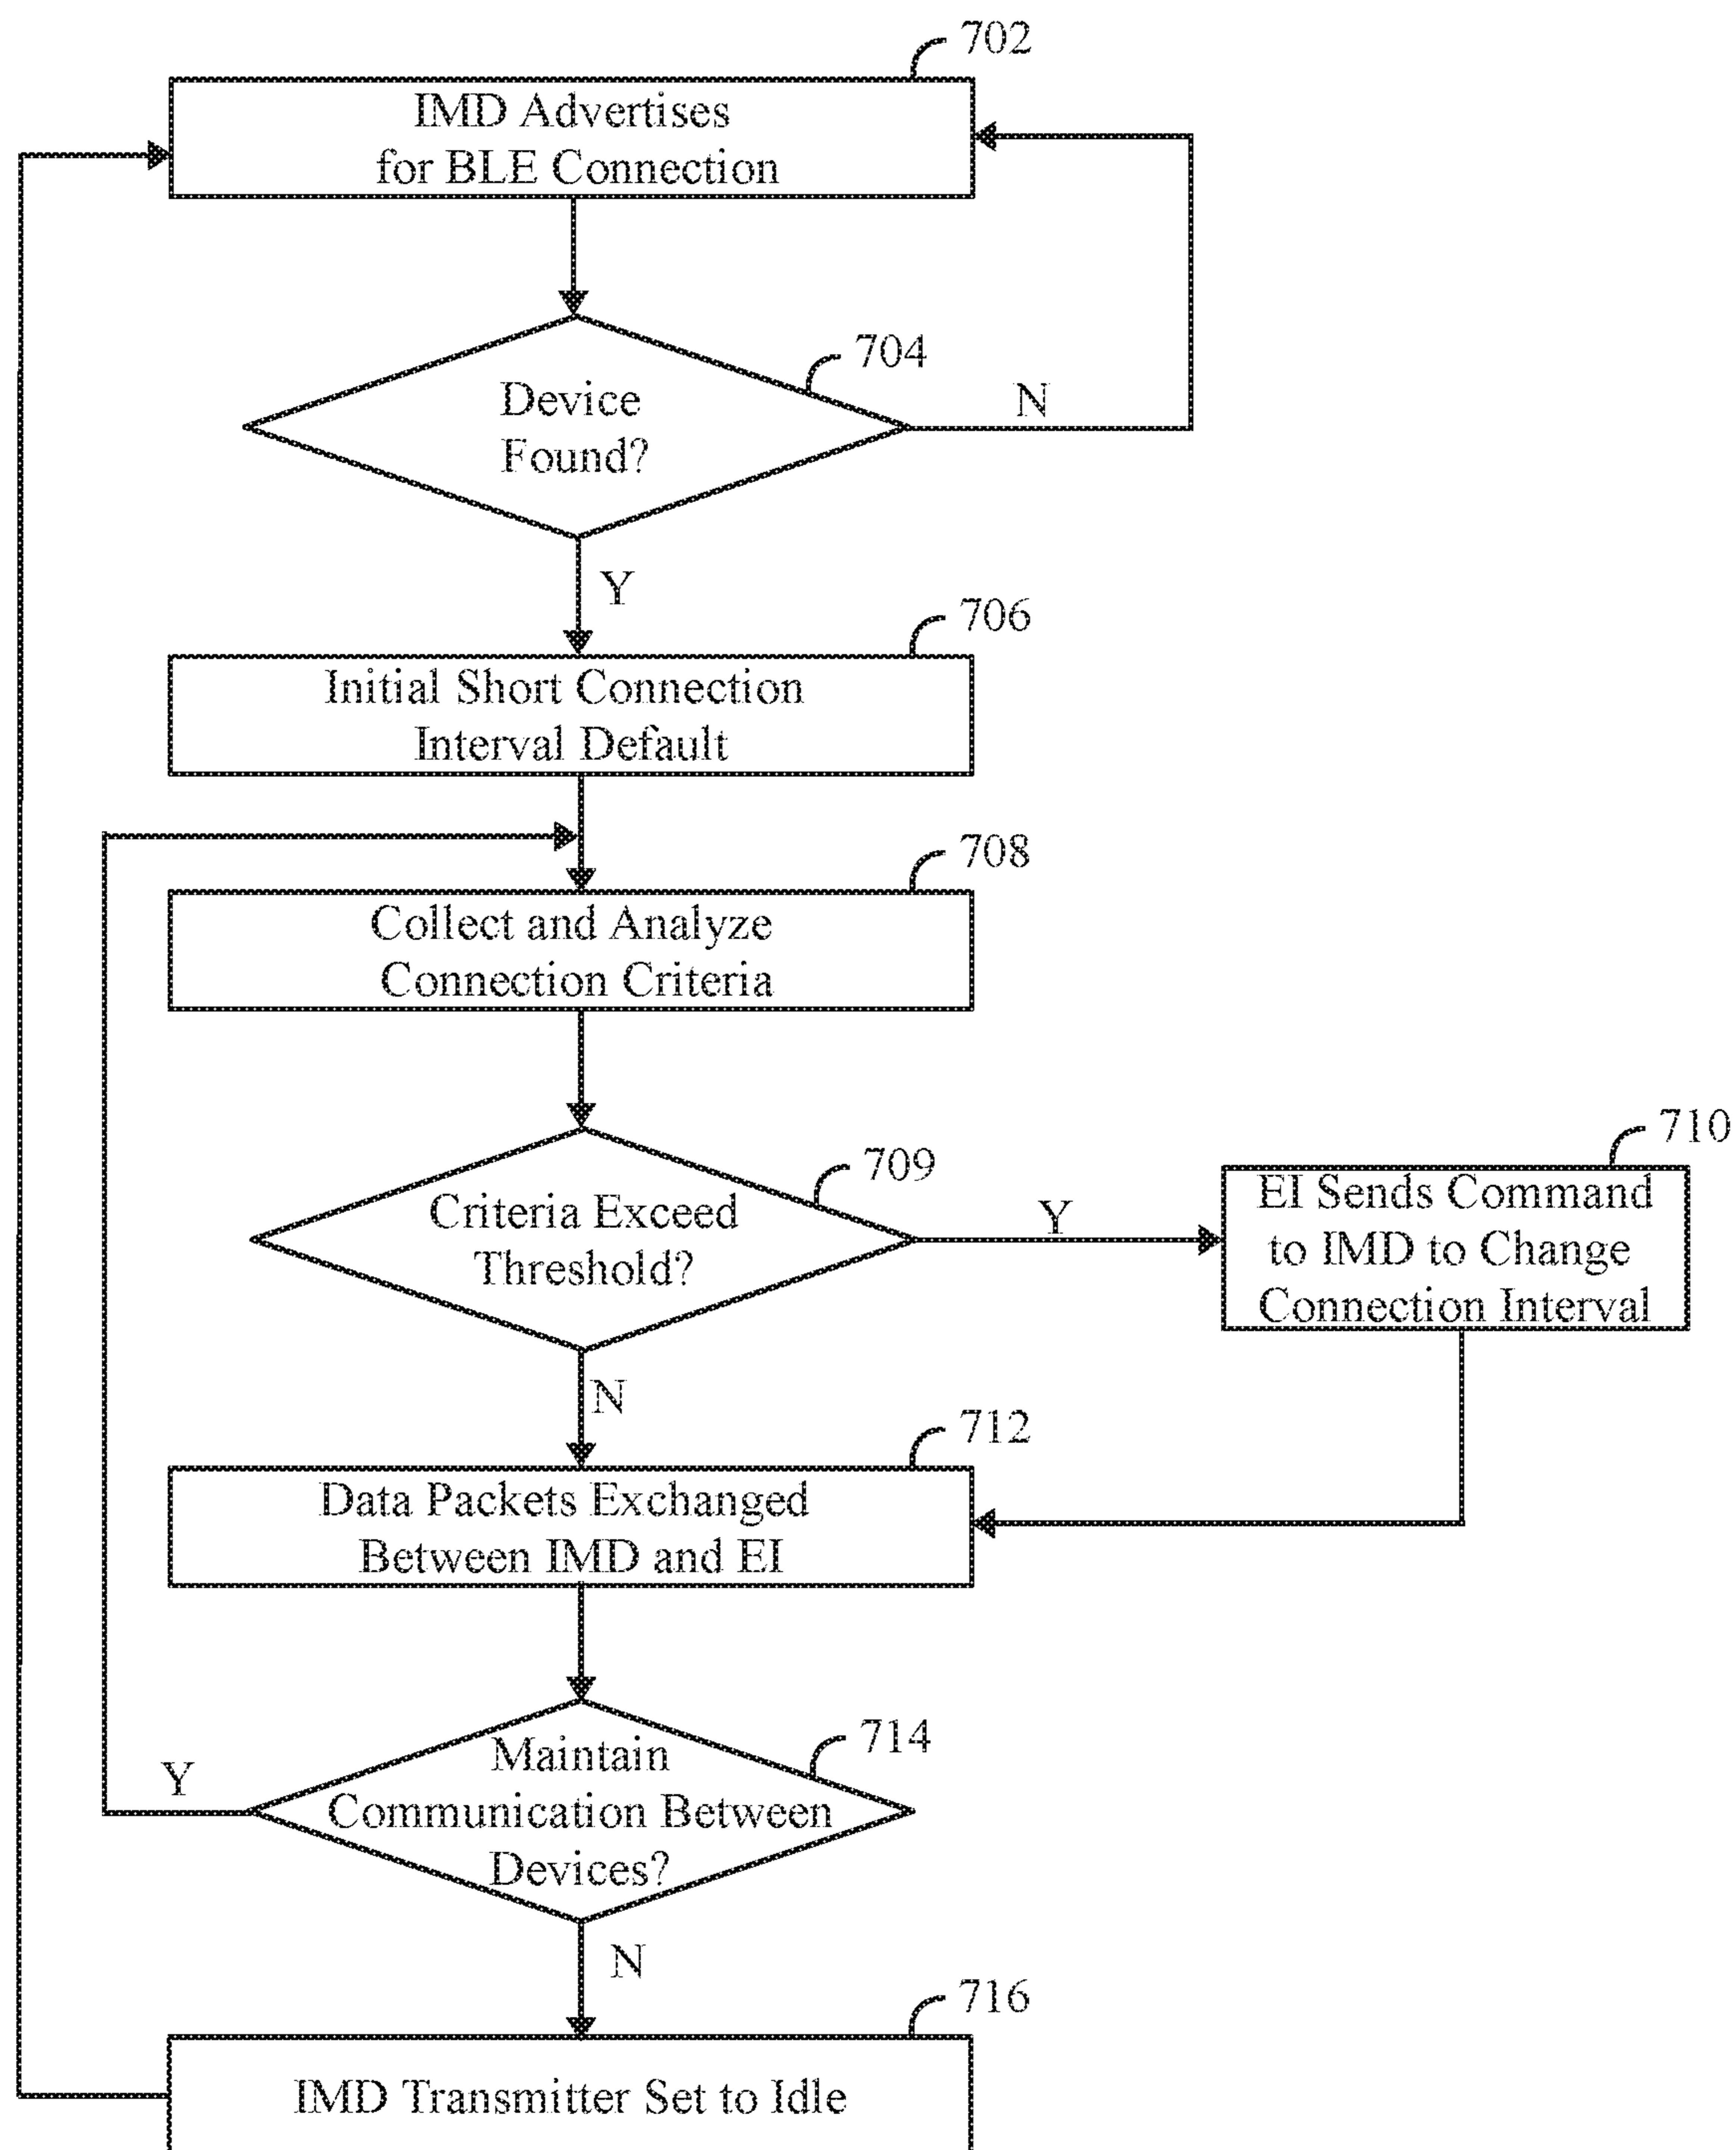 702
IMD Advertises
for BLE Connection
704
Device
Found?
N
Y
706
Initial Short Connection
Interval Default
708
Collect and Analyze
Connection Criteria
709
Criteria Exceed
Threshold?
Y
710
EI Sends Command
to IMD to Change
Connection Interval
N
712
Data Packets Exchanged
Between IMD and EI
714
Maintain
Communication Between
Devices?
Y
N
716
IMD Transmitter Set to Idle